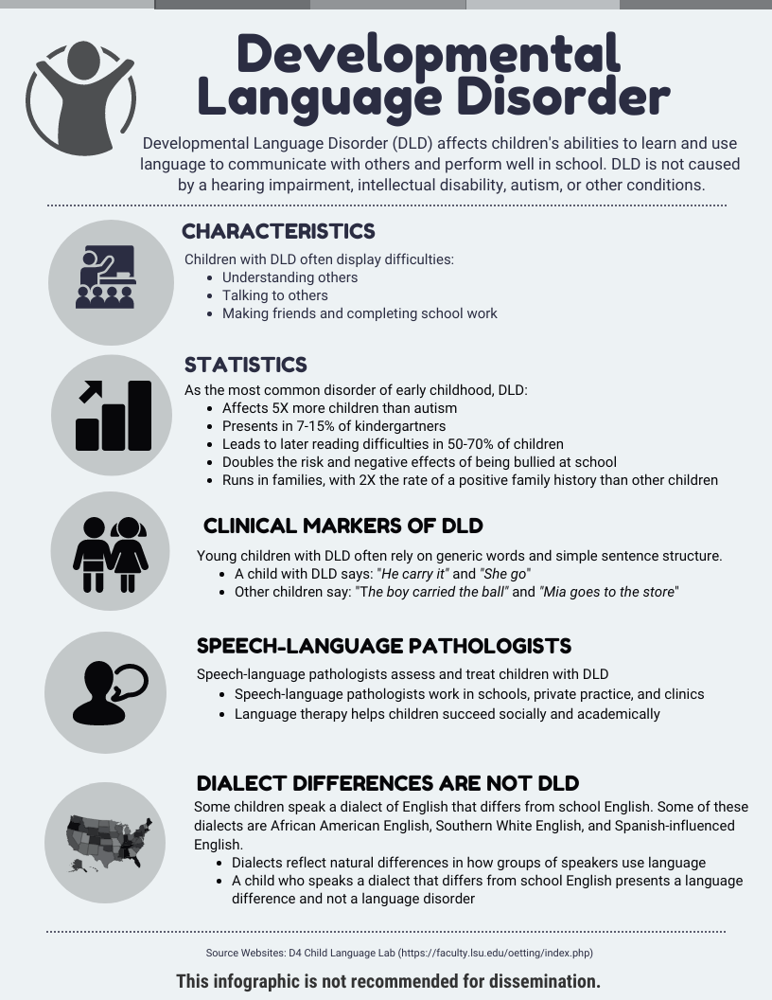 Developmental
Language Disorder
Developmental Language Disorder (DLD) affects children's abilities to learn and use
language to communicate with others and perform well in school. DLD is not caused
by a hearing impairment, intellectual disability, autism, or other conditions.
CHARACTERISTICS
Children with DLD often display difficulties:
• Understanding others
• Talking to others
• Making friends and completing school work
STATISTICS
As the most common disorder of early childhood, DLD:
• Affects 5X more children than autism
• Presents in 7-15% of kindergartners
• Leads to later reading difficulties in 50-70% of children
• Doubles the risk and negative effects of being bullied at school
• Runs in families, with 2X the rate of a positive family history than other children
CLINICAL MARKERS OF DLD
Young children with DLD often rely on generic words and simple sentence structure.
• A child with DLD says: "He carry it" and "She go"
• Other children say: "The boy carried the ball" and "Mia goes to the store"
SPEECH-LANGUAGE PATHOLOGISTS
Speech-language pathologists assess and treat children with DLD
• Speech-language pathologists work in schools, private practice, and clinics
• Language therapy helps children succeed socially and academically
DIALECT DIFFERENCES ARE NOT DLD
Some children speak a dialect of English that differs from school English. Some of these
dialects are African American English, Southern White English, and Spanish-influenced
English.
• Dialects reflect natural differences in how groups of speakers use language
• A child who speaks a dialect that differs from school English presents a language
difference and not a language disorder
Source Websites: D4 Child Language Lab (https://faculty.lsu.edu/oetting/index.php)
This infographic is not recommended for dissemination.